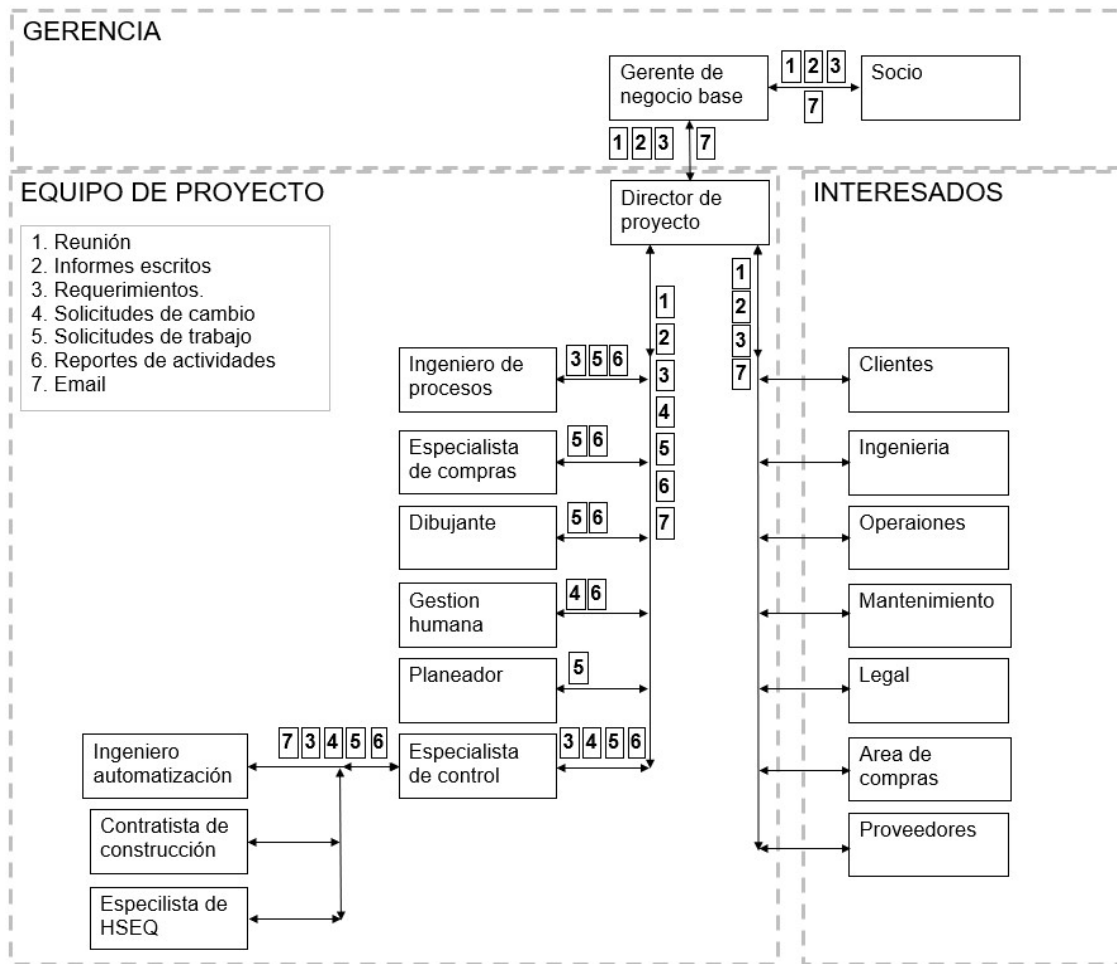 GERENCIA
Gerente de
negocio base
1 2 3
7
Socio
1 2 3 7
EQUIPO DE PROYECTO
1. Reunión
2. Informes escritos
3. Requerimientos.
4. Solicitudes de cambio
5. Solicitudes de trabajo
6. Reportes de actividades
7. Email
Director de
proyecto
1
2
3
4
5
6
7
1
2
3
7
Ingeniero de
procesos
3 5 6
Especialista
de compras
5 6
Dibujante
5 6
Gestion
humana
4 6
Planeador
5
Especialista
de control
3 4 5 6
7 3 4 5 6
Ingeniero
automatización
Contratista de
construcción
Especilista de
HSEQ
INTERESADOS
Clientes
Ingenieria
Operaiones
Mantenimiento
Legal
Area de
compras
Proveedores